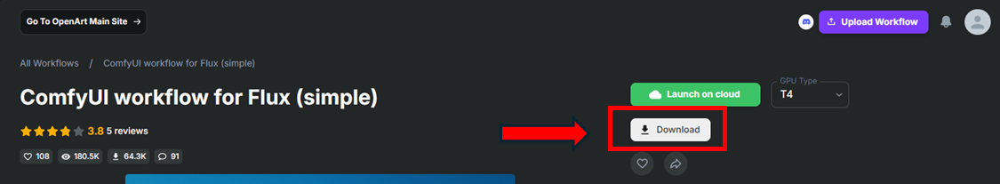 Go To OpenArt Main Site →
Upload Workflow
All Workflows / ComfyUI workflow for Flux (simple)
ComfyUI workflow for Flux (simple)
3.8 5 reviews
108 180.5K 64.3K 91
Launch on cloud
GPU Type
T4
Download